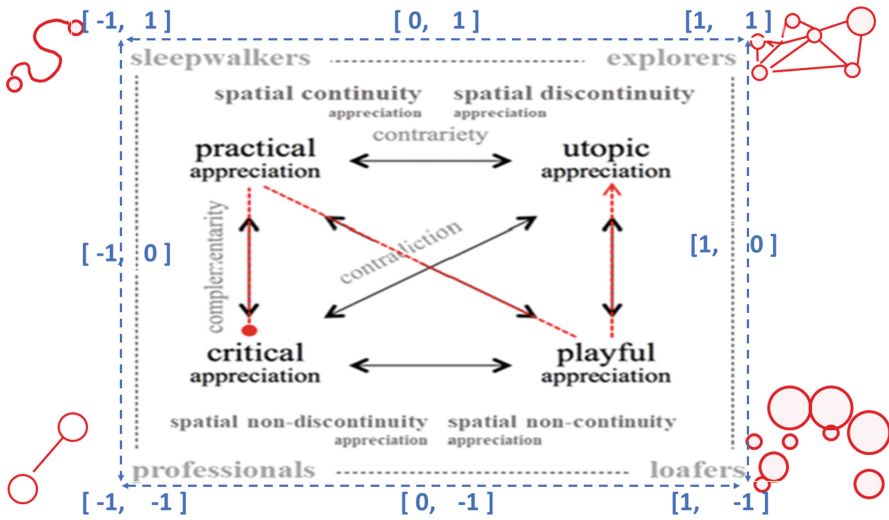 [ -1, 1] [ 0, 1] [1, 1]
sleepwalkers explorers
spatial continuity spatial discontinuity
appreciation appreciation
contrariety
practical utopic
appreciation appreciation
complementarity
contradiction
[ -1, 0 ] [1, 0 ]
critical playful
appreciation appreciation
spatial non-discontinuity spatial non-continuity
appreciation appreciation
professionals loafers
[ -1, -1 ] [ 0, -1 ] [1, -1 ]